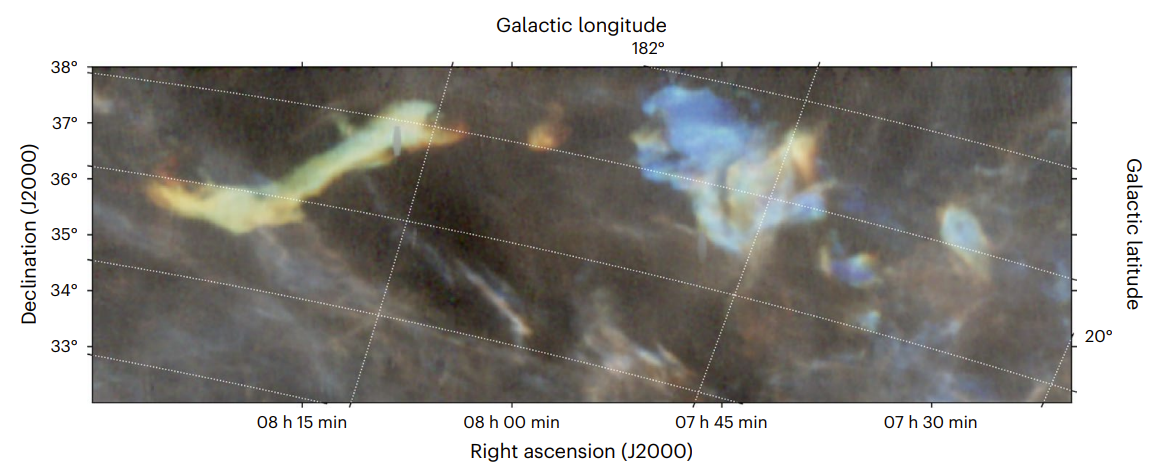 Galactic longitude
182°
38°
37°
36°
35°
34°
33°
Declination (J2000)
Galactic latitude
20°
08 h 15 min
08 h 00 min
07 h 45 min
07 h 30 min
Right ascension (J2000)